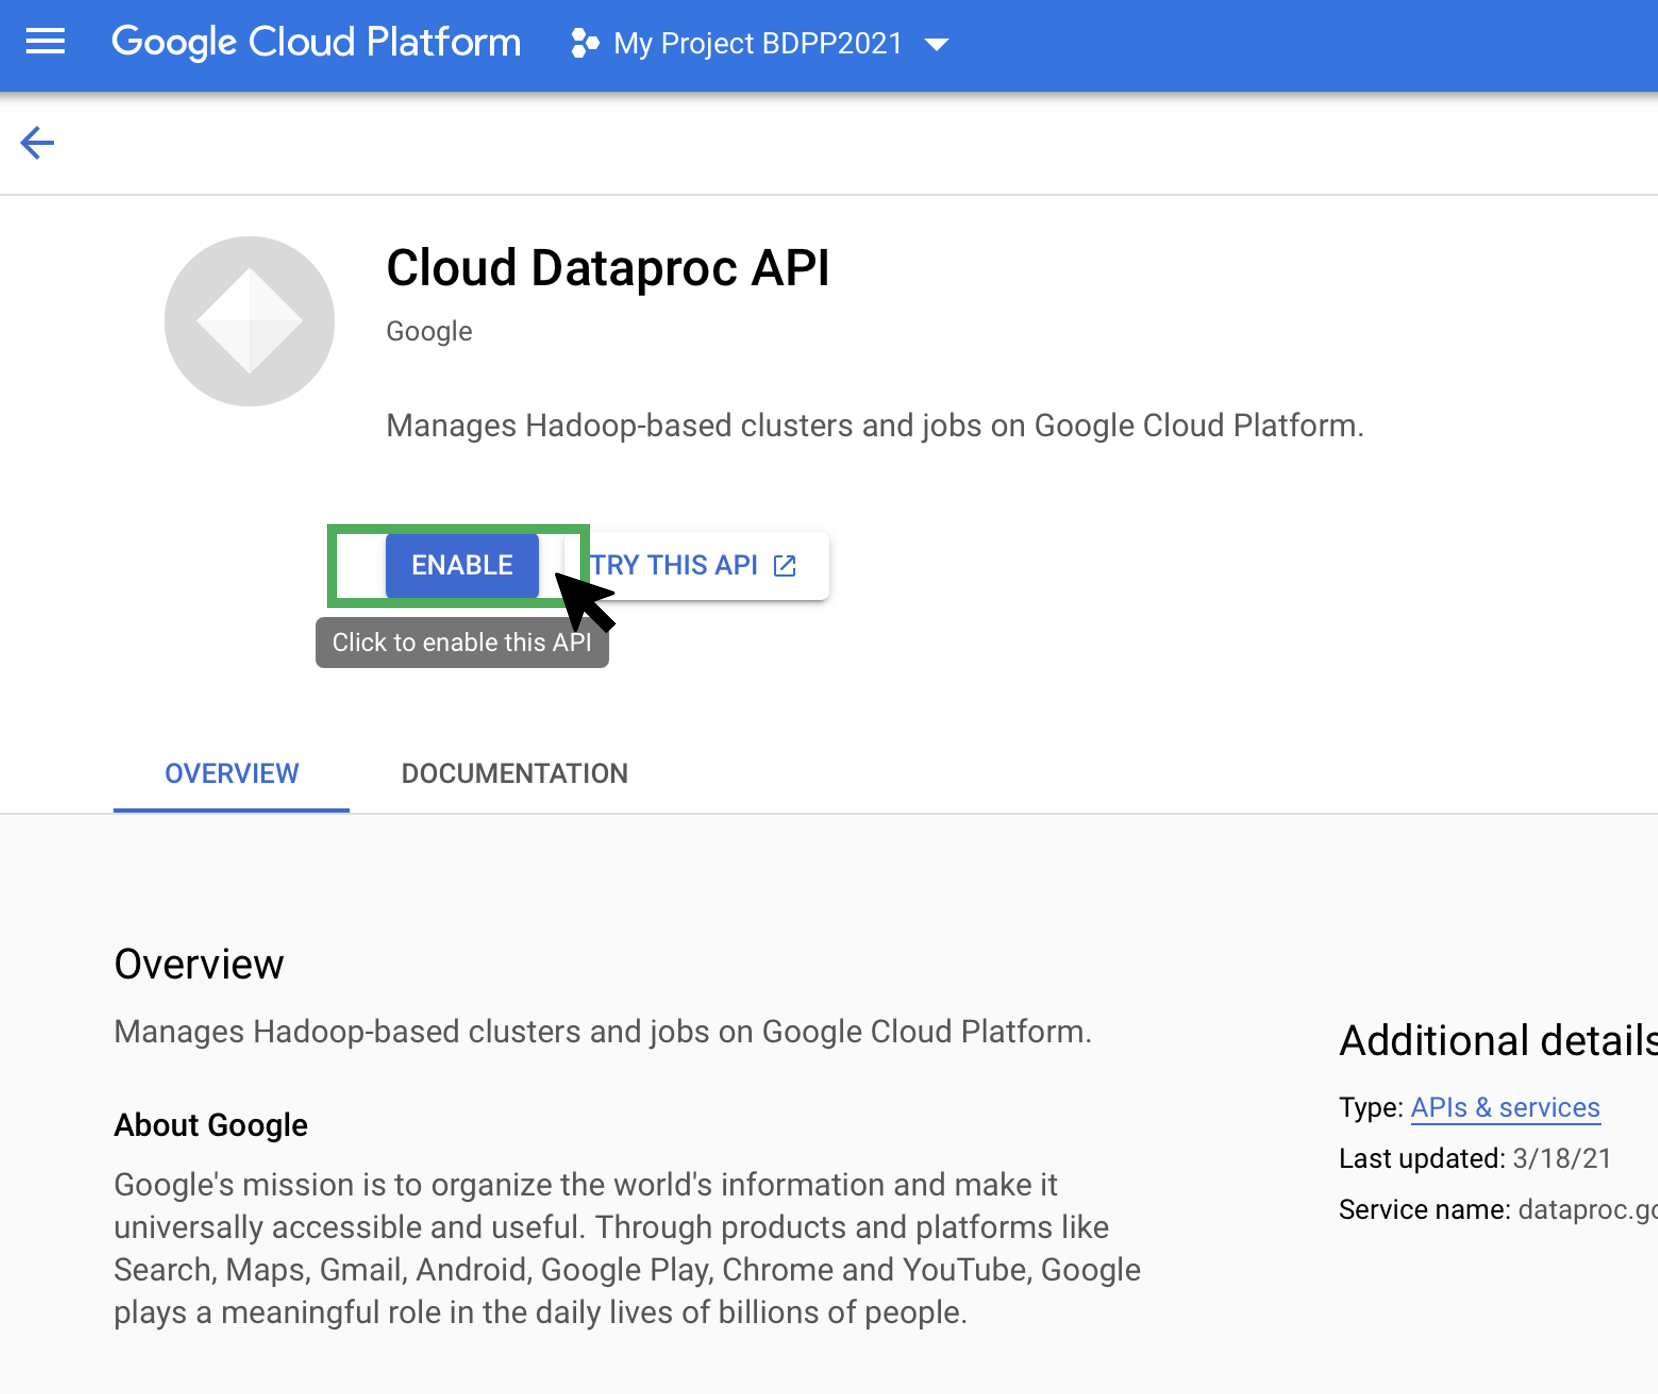 Google Cloud Platform My Project BDPP2021
Cloud Dataproc API
Google
Manages Hadoop-based clusters and jobs on Google Cloud Platform.
ENABLE TRY THIS API
Click to enable this API
OVERVIEW DOCUMENTATION
Overview
Manages Hadoop-based clusters and jobs on Google Cloud Platform.
About Google
Google's mission is to organize the world's information and make it
universally accessible and useful. Through products and platforms like
Search, Maps, Gmail, Android, Google Play, Chrome and YouTube, Google
plays a meaningful role in the daily lives of billions of people.
Additional details
Type: APIs & services
Last updated: 3/18/21
Service name: dataproc.go